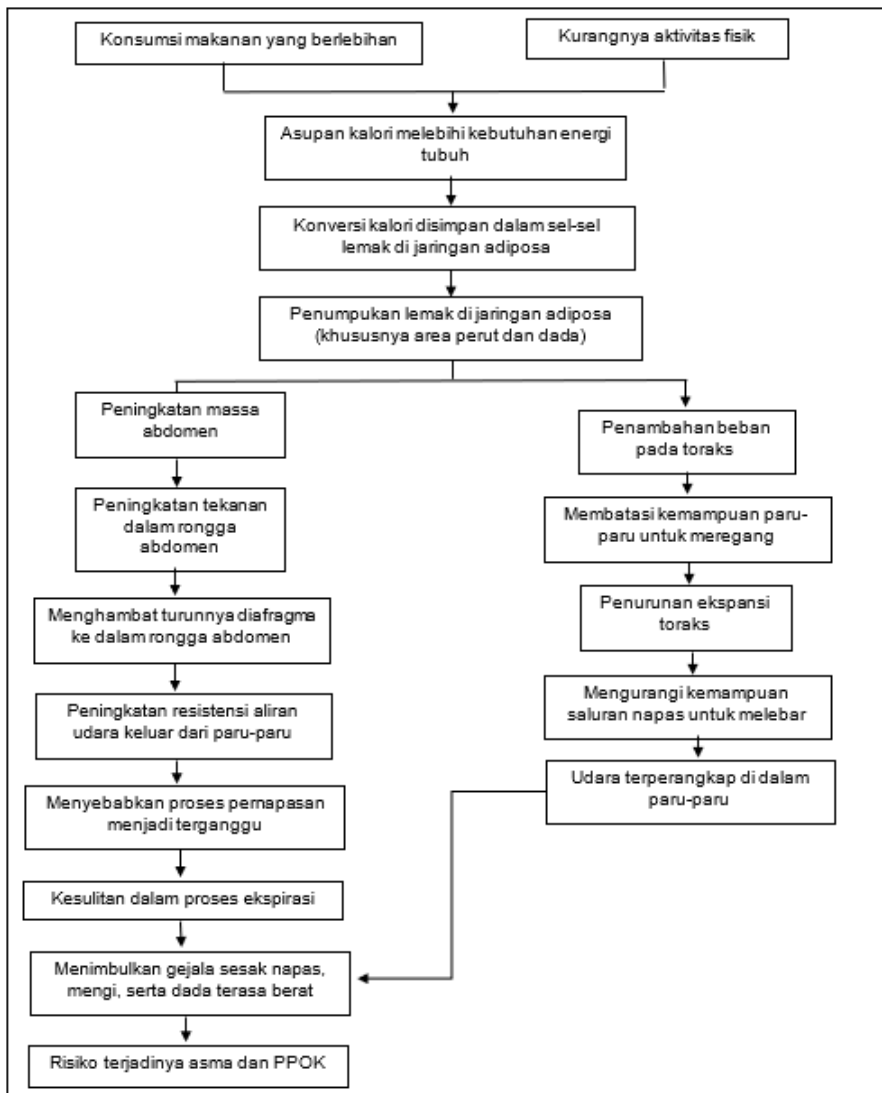 Konsumsi makanan yang berlebihan
Kurangnya aktivitas fisik
Asupan kalori melebihi kebutuhan energi
tubuh
Konversi kalori disimpan dalam sel-sel
lemak di jaringan adiposa
Penumpukan lemak di jaringan adiposa
(khususnya area perut dan dada)
Peningkatan massa
abdomen
Peningkatan tekanan
dalam rongga
abdomen
Menghambat turunnya diafragma
ke dalam rongga abdomen
Peningkatan resistensi aliran
udara keluar dari paru-paru
Menyebabkan proses pernapasan
menjadi terganggu
Kesulitan dalam proses ekspirasi
Menimbulkan gejala sesak napas,
mengi, serta dada terasa berat
Risiko terjadinya asma dan PPOK
Penambahan beban
pada toraks
Membatasi kemampuan paru-
paru untuk meregang
Penurunan ekspansi
toraks
Mengurangi kemampuan
saluran napas untuk melebar
Udara terperangkap di dalam
paru-paru